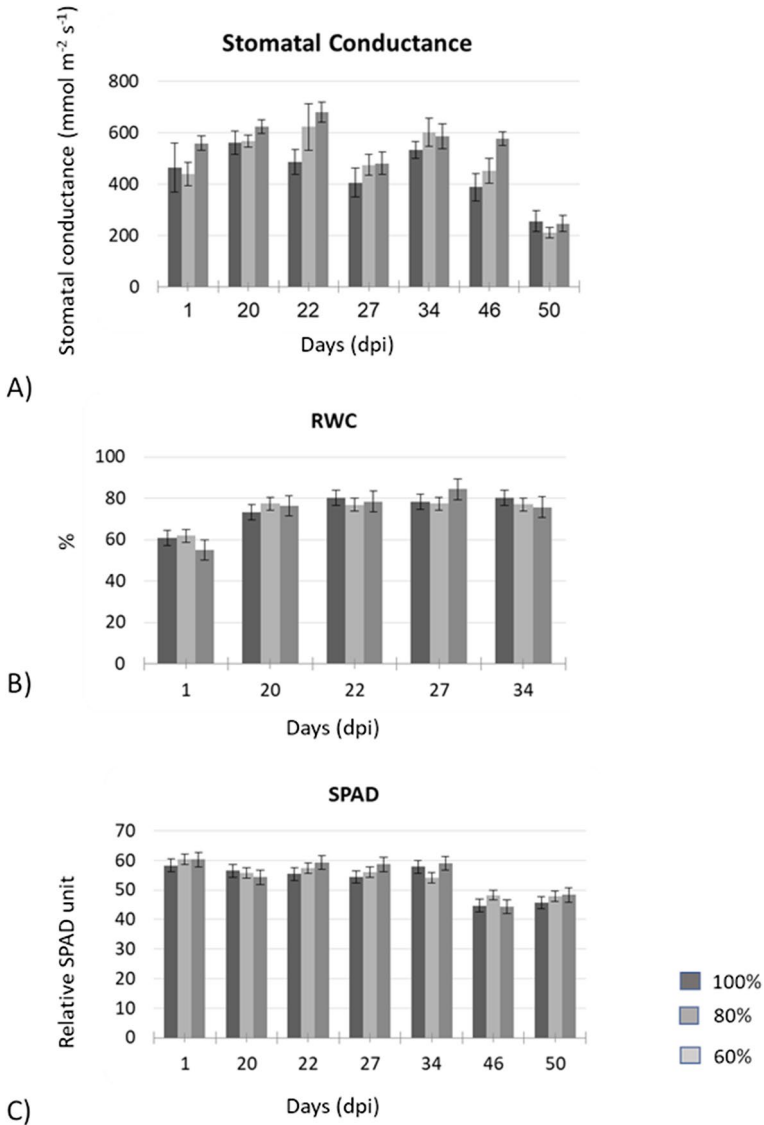 Stomatal Conductance
Stomatal conductance (mmol m⁻² s⁻¹)
800
600
400
200
0
1 20 22 27 34 46 50
Days (dpi)
A)
RWC
%
100
80
60
40
20
0
1 20 22 27 34
Days (dpi)
B)
SPAD
Relative SPAD unit
70
60
50
40
30
20
10
0
1 20 22 27 34 46 50
Days (dpi)
C)
100%
80%
60%